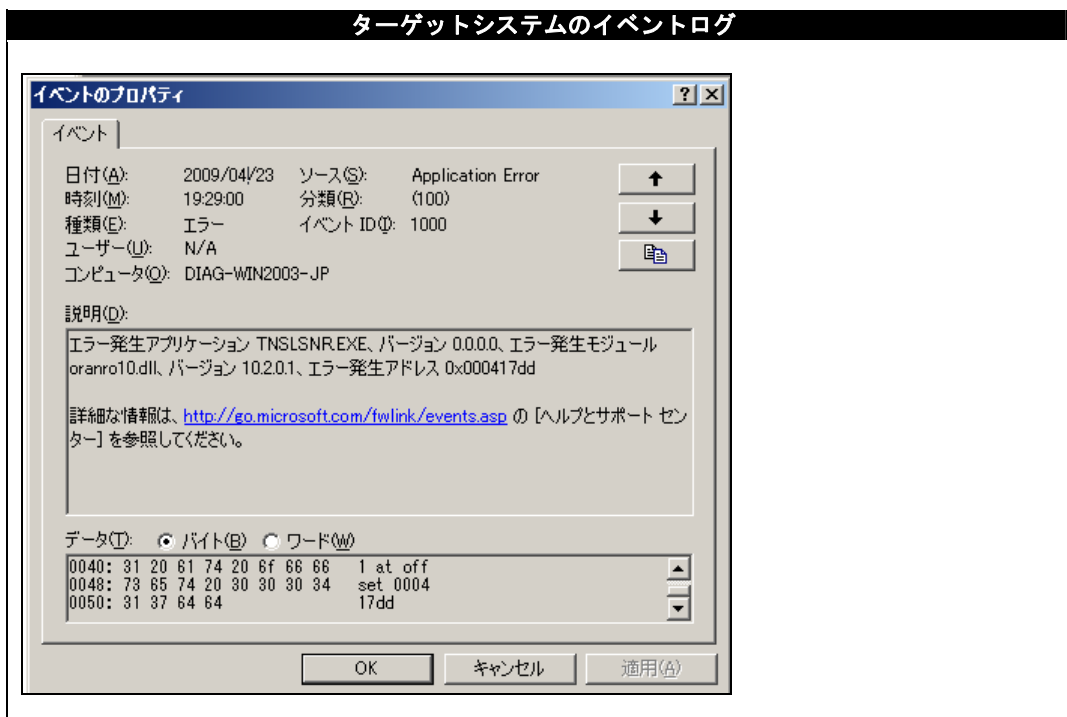 ターゲットシステムのイベントログ
イベントのプロパティ
イベント
日付(A): 2009/04/23 ソース(S): Application Error
時刻(M): 19:29:00 分類(R): (100)
種類(E): エラー イベント ID(I): 1000
ユーザー(U): N/A
コンピュータ(O): DIAG-WIN2003-JP
説明(D):
エラー発生アプリケーション TNSLSNR.EXE、バージョン 0.0.0.0、エラー発生モジュール
oranro10.dll、バージョン 10.2.0.1、エラー発生アドレス 0x000417dd
詳細な情報は、http://go.microsoft.com/fwlink/events.asp の [ヘルプとサポート セン
ター] を参照してください。
データ(T): バイト(B) ワード(W)
0040: 31 20 61 74 20 6f 66 66 1 at off
0048: 73 65 74 20 30 30 30 34 set 0004
0050: 31 37 64 64 17dd
OK キャンセル 適用(A)